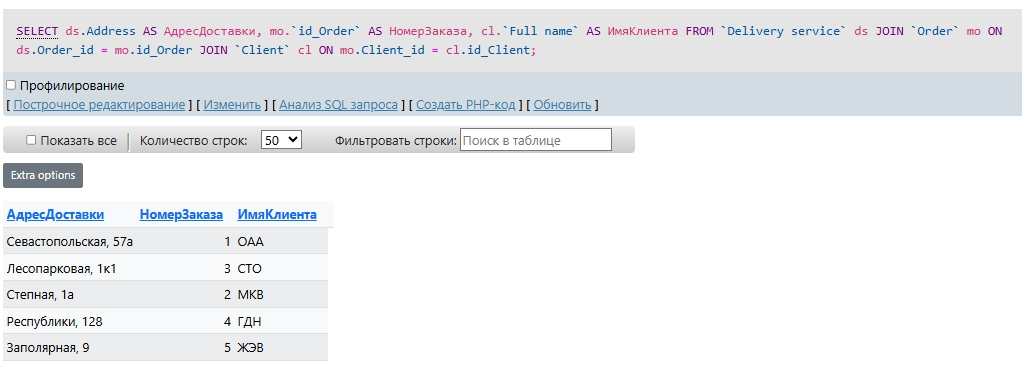 SELECT ds.Address AS АдресДоставки, mo.`id_Order` AS НомерЗаказа, cl.`Full name` AS ИмяКлиента FROM `Delivery service` ds JOIN `Order` mo ON
ds.Order_id = mo.id_Order JOIN `Client` cl ON mo.Client_id = cl.id_Client;
Профилирование
[ Построчное редактирование ] [ Изменить ] [ Анализ SQL запроса ] [ Создать PHP-код ] [ Обновить ]
Показать все | Количество строк: 50 Фильтровать строки: Поиск в таблице
Extra options
АдресДоставки НомерЗаказа ИмяКлиента
Севастопольская, 57а 1 ОАА
Лесопарковая, 1к1 3 СТО
Степная, 1а 2 МКВ
Республики, 128 4 ГДН
Заполярная, 9 5 ЖЭВ